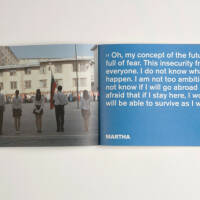 “ Oh, my concept of the futu
full of fear. This insecurity fr
everyone. I do not know what
happen. I am not too ambiti
not know if I will go abroad
afraid that if I stay here, I wo
will be able to survive as I w
MARTHA